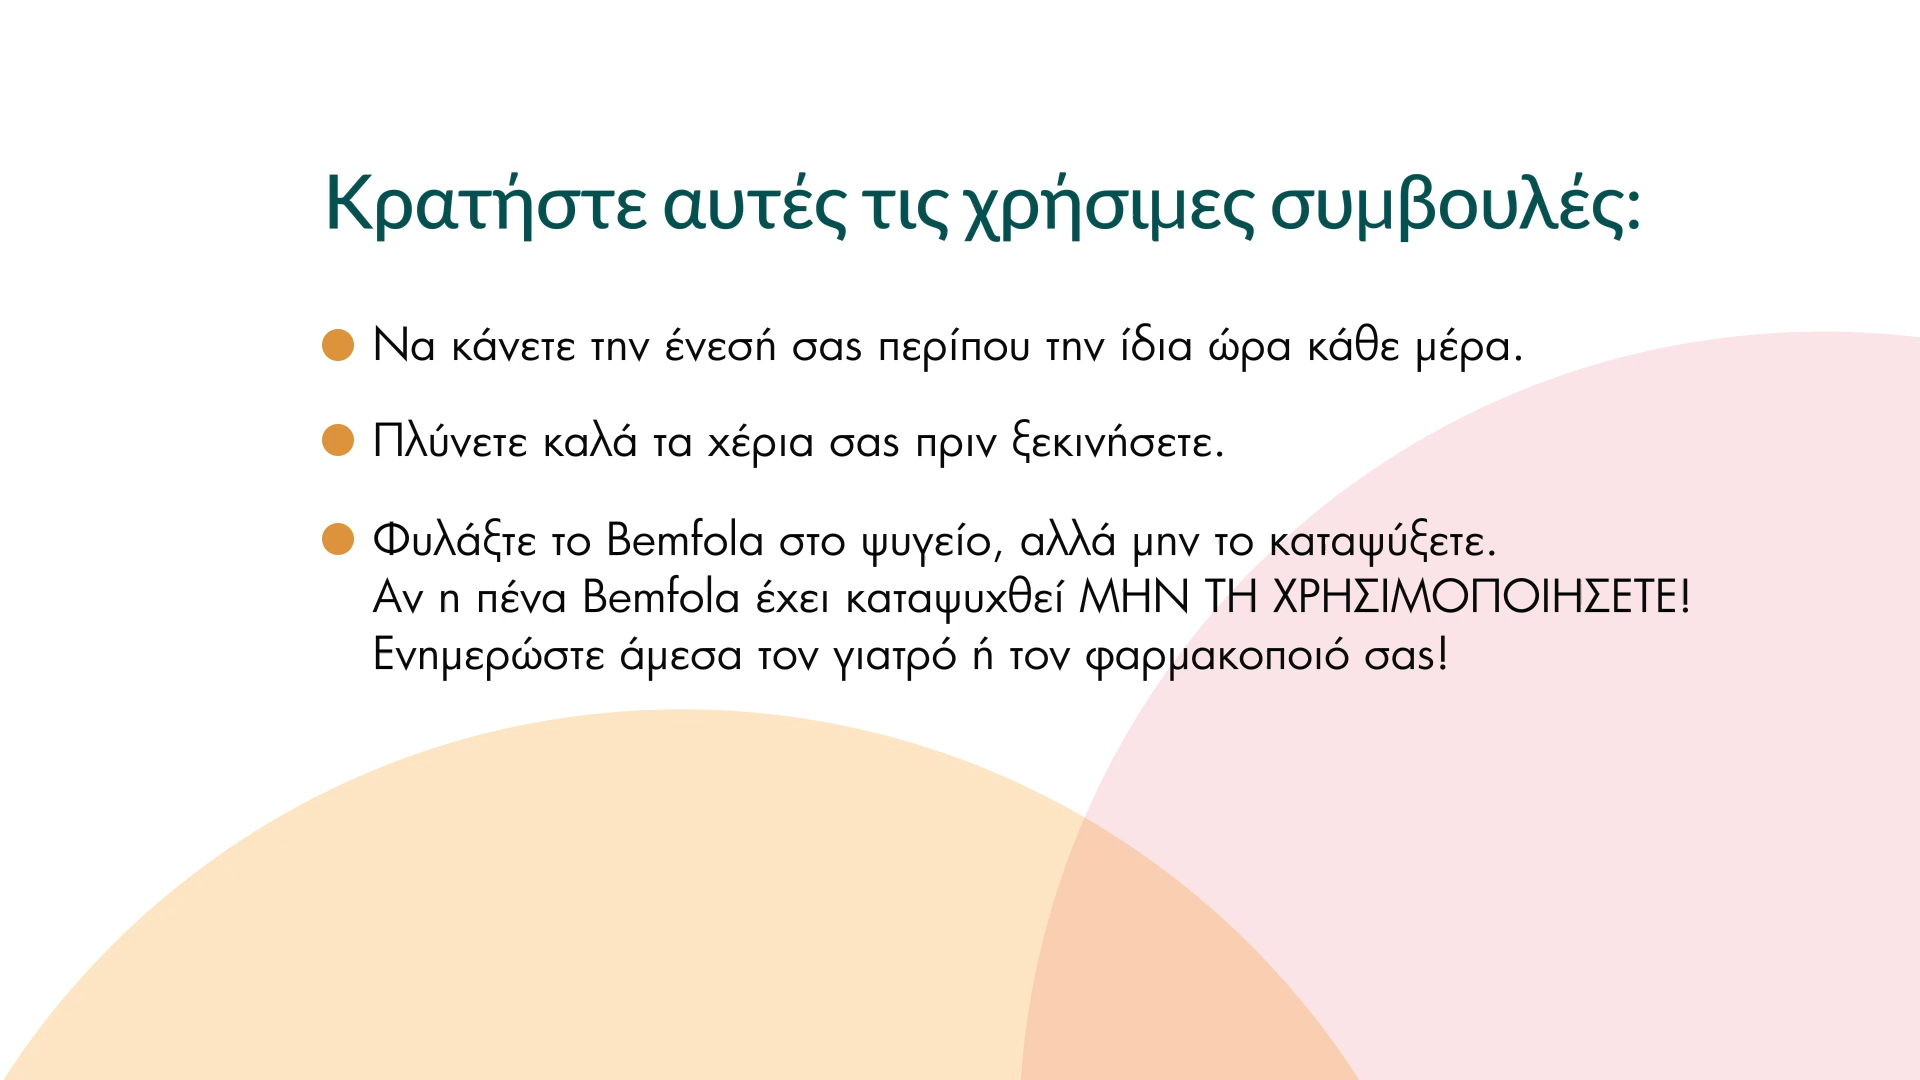 Κρατήστε αυτές τις χρήσιμες συμβουλές:
Να κάνετε την ένεσή σας περίπου την ίδια ώρα κάθε μέρα.
Πλύνετε καλά τα χέρια σας πριν ξεκινήσετε.
Φυλάξτε το Bemfola στο ψυγείο, αλλά μην το καταψύξετε.
Αν η πένα Bemfola έχει καταψυχθεί ΜΗΝ ΤΗ ΧΡΗΣΙΜΟΠΟΙΗΣΕΤΕ!
Ενημερώστε άμεσα τον γιατρό ή τον φαρμακοποιό σας!